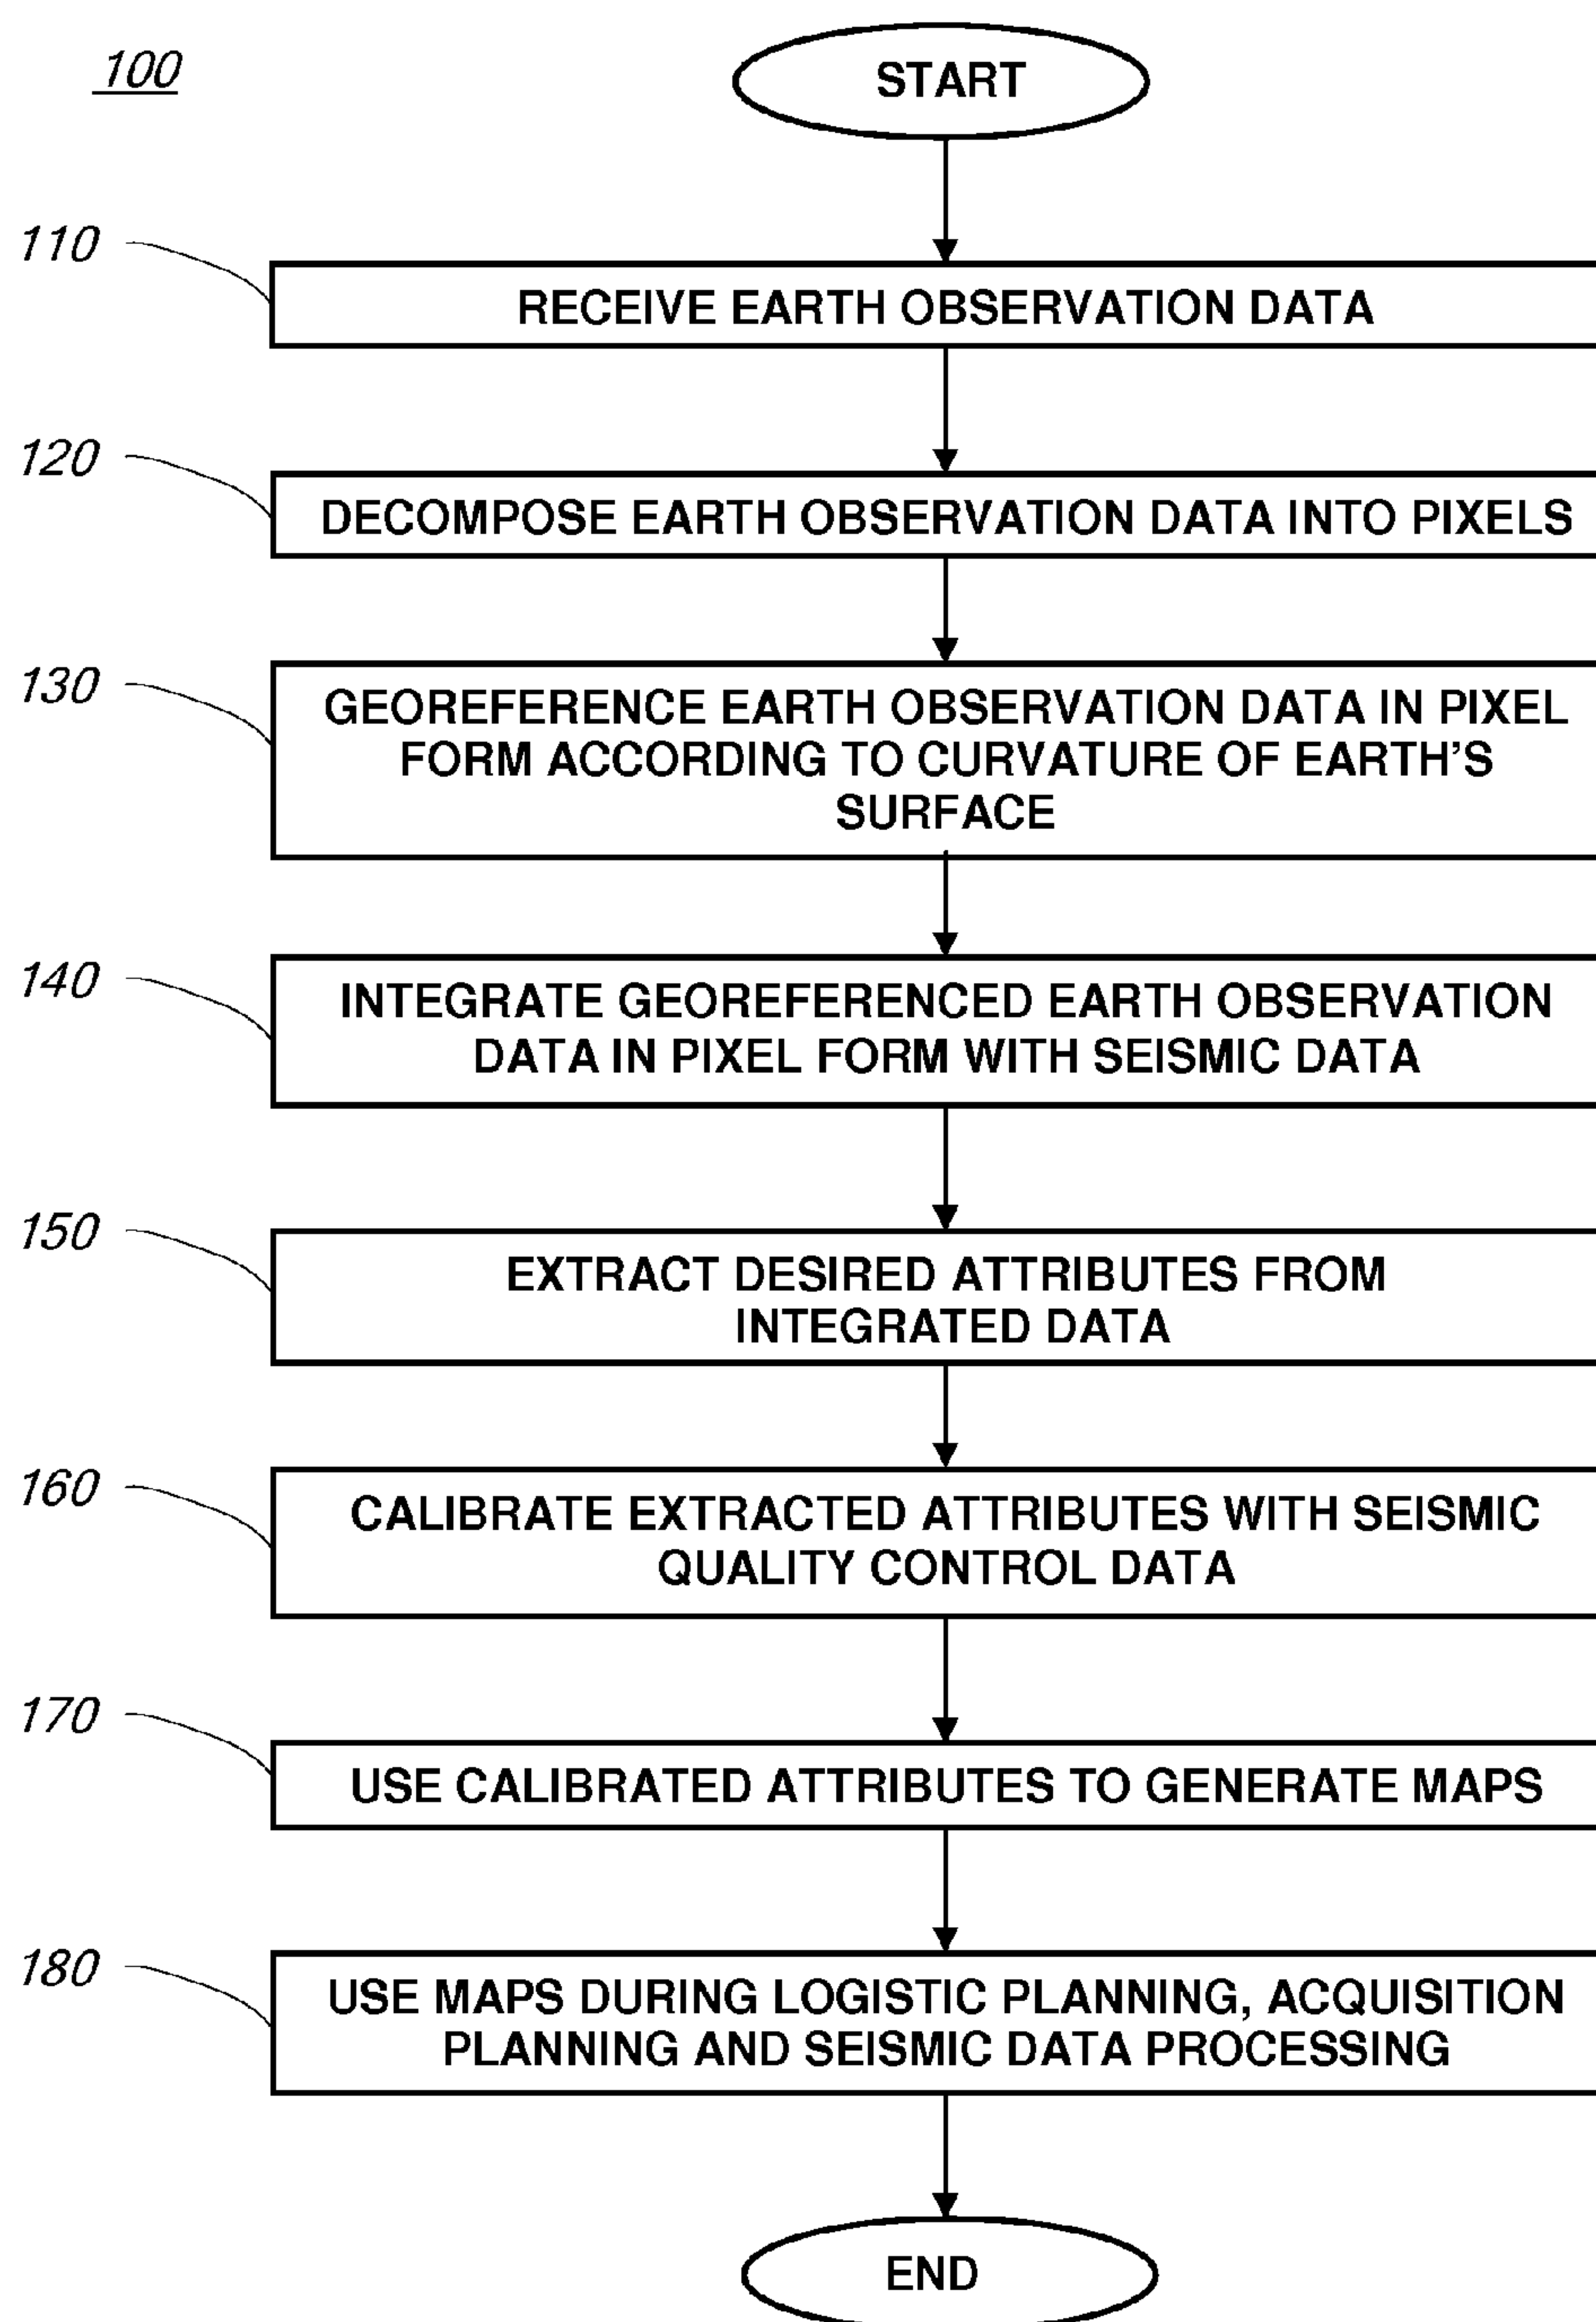 100
START
110
RECEIVE EARTH OBSERVATION DATA
120
DECOMPOSE EARTH OBSERVATION DATA INTO PIXELS
130
GEOREFERENCE EARTH OBSERVATION DATA IN PIXEL
FORM ACCORDING TO CURVATURE OF EARTH'S
SURFACE
140
INTEGRATE GEOREFERENCED EARTH OBSERVATION
DATA IN PIXEL FORM WITH SEISMIC DATA
150
EXTRACT DESIRED ATTRIBUTES FROM
INTEGRATED DATA
160
CALIBRATE EXTRACTED ATTRIBUTES WITH SEISMIC
QUALITY CONTROL DATA
170
USE CALIBRATED ATTRIBUTES TO GENERATE MAPS
180
USE MAPS DURING LOGISTIC PLANNING, ACQUISITION
PLANNING AND SEISMIC DATA PROCESSING
END